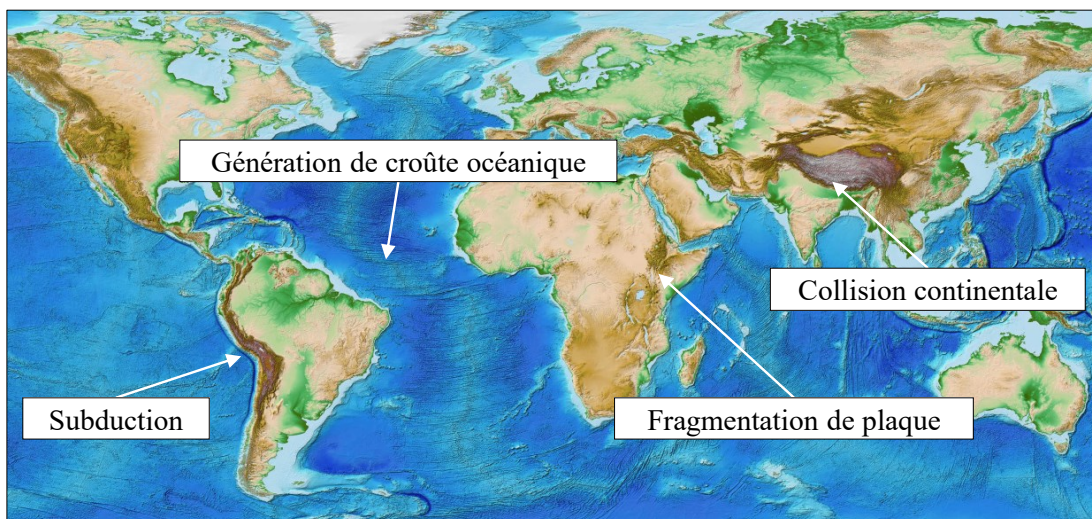 Génération de croûte océanique
Collision continentale
Subduction
Fragmentation de plaque